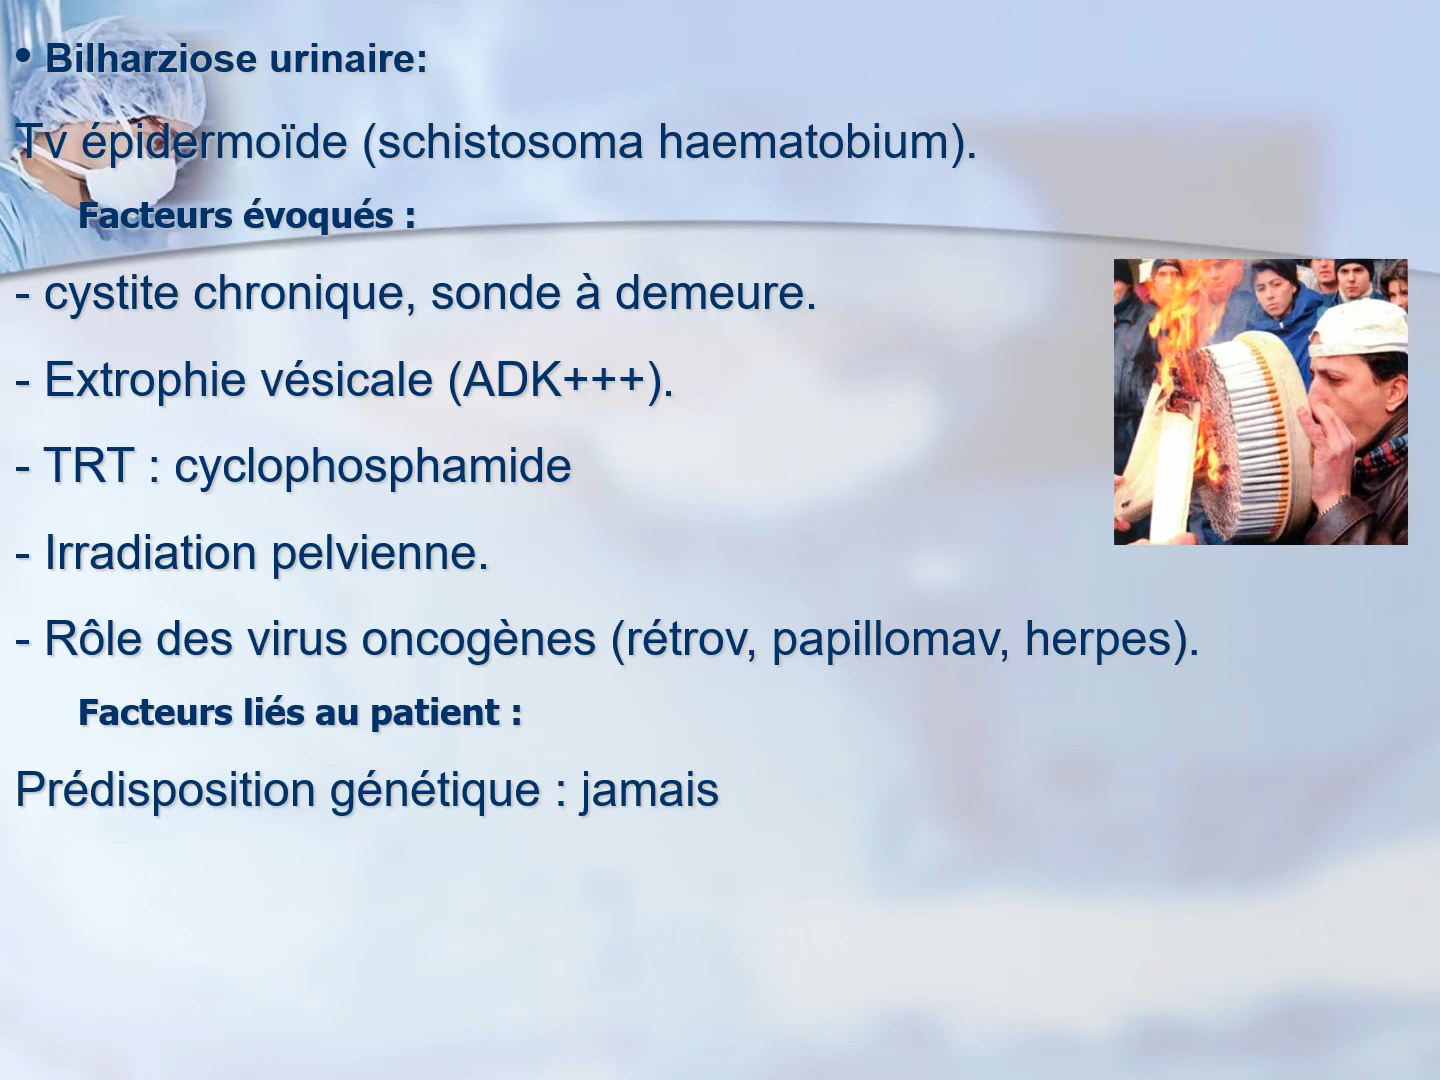 • Bilharziose urinaire:
Tv épidermoïde (schistosoma haematobium).
Facteurs évoqués :
- cystite chronique, sonde à demeure.
- Extrophie vésicale (ADK+++).
- TRT : cyclophosphamide
- Irradiation pelvienne.
- Rôle des virus oncogènes (rétrov, papillomav, herpes).
Facteurs liés au patient :
Prédisposition génétique : jamais